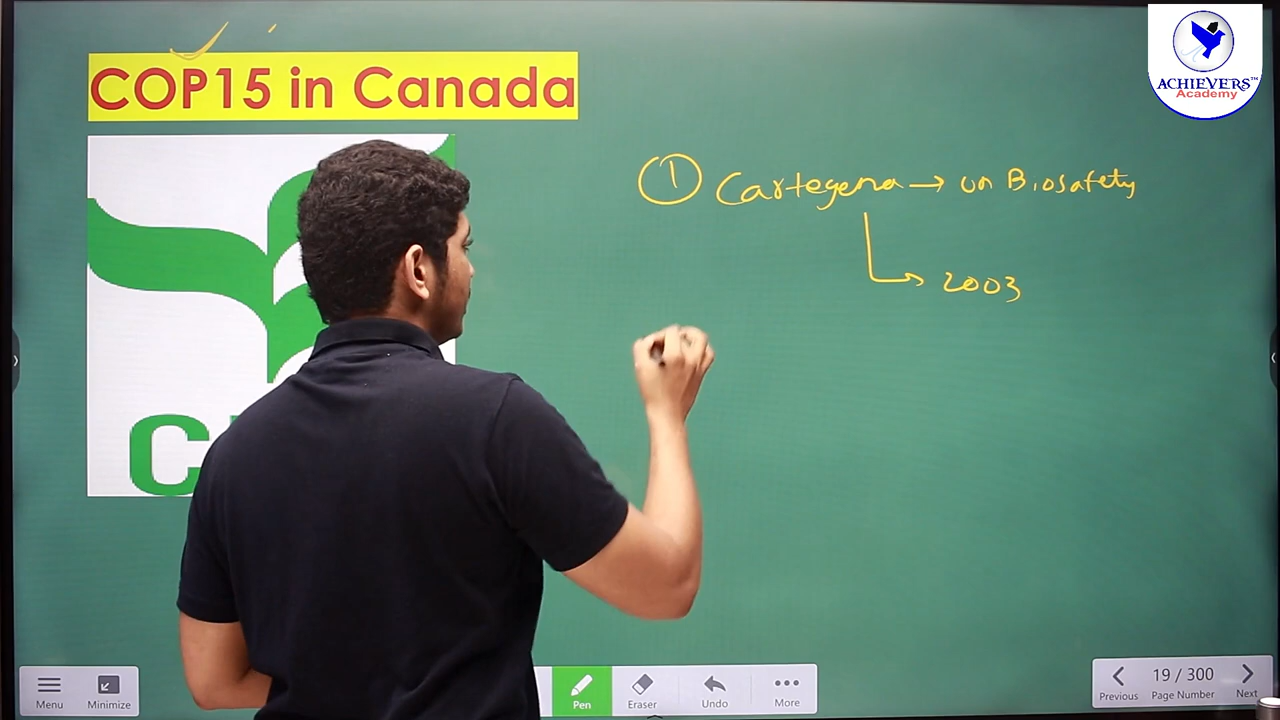 COP15 in Canada
ACHIEVERS™
Academy
① Cartegena → on Biosafety
2003
C
Menu
Minimize
Pen
Eraser
Undo
More
Previous
19 / 300
Page Number
Next